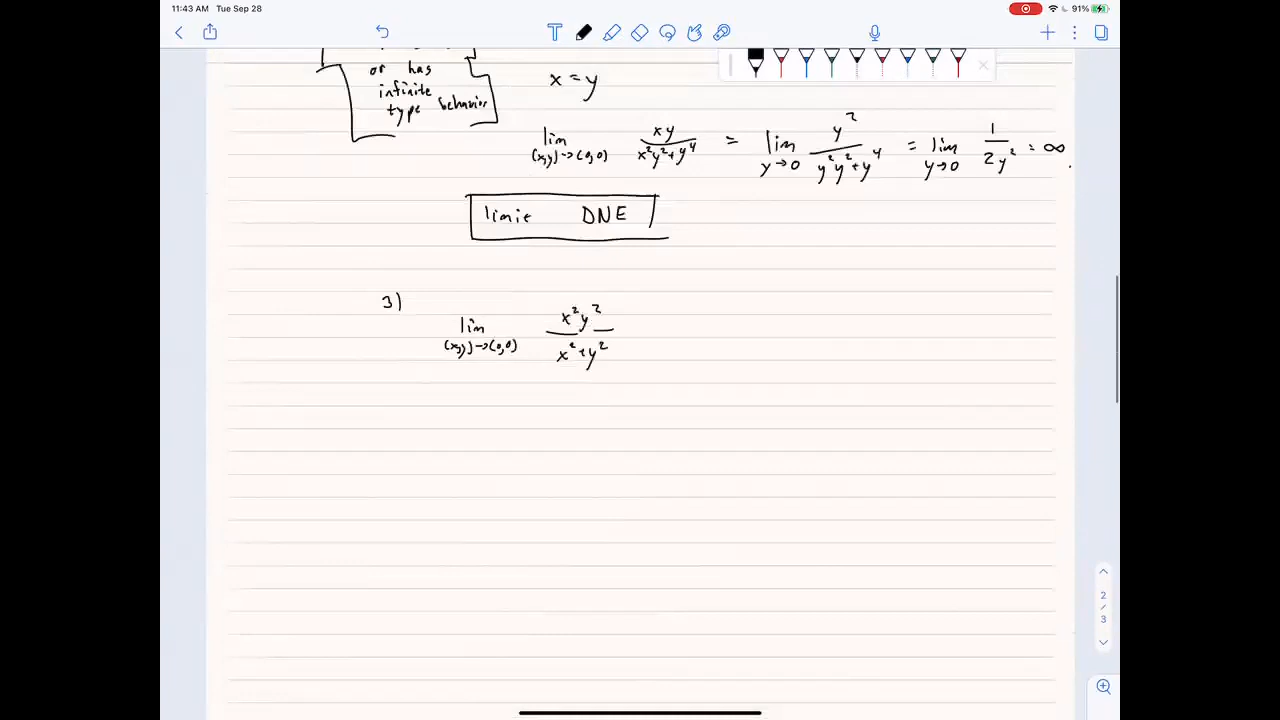 11:43 AM Tue Sep 28
91%
or has
infinite
type behavior
x = y
lim (x,y)→(0,0) xy / (x²y² + y⁴) = lim y→0 y² / (y²y² + y⁴) = lim y→0 1 / (2y²) = ∞
limit DNE
3)
lim (x,y)→(0,0) x²y² / (x² + y²)
2
/
3